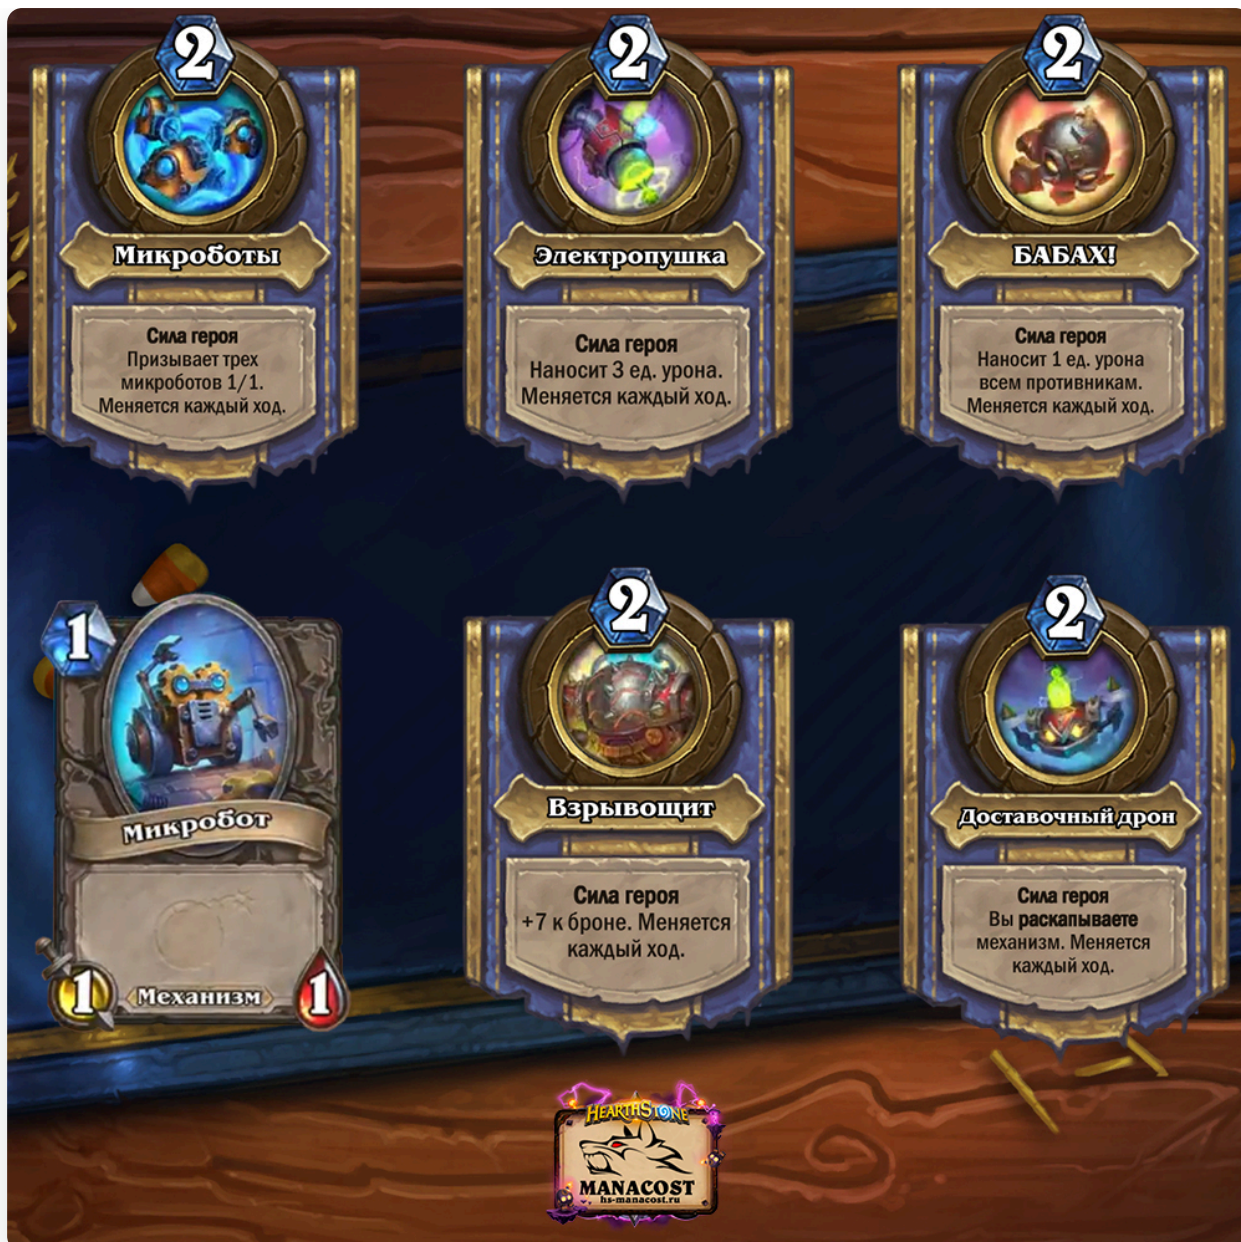 2
Микроботы
Сила героя
Призывает трех
микроботов 1/1.
Меняется каждый ход.
2
Электропушка
Сила героя
Наносит 3 ед. урона.
Меняется каждый ход.
2
БАБАХ!
Сила героя
Наносит 1 ед. урона
всем противникам.
Меняется каждый ход.
1
Микробот
1
Механизм
1
2
Взрывощит
Сила героя
+7 к броне. Меняется
каждый ход.
2
Доставочный дрон
Сила героя
Вы раскапываете
механизм. Меняется
каждый ход.
HEARTHSTONE
MANACOST
hs-manacost.ru